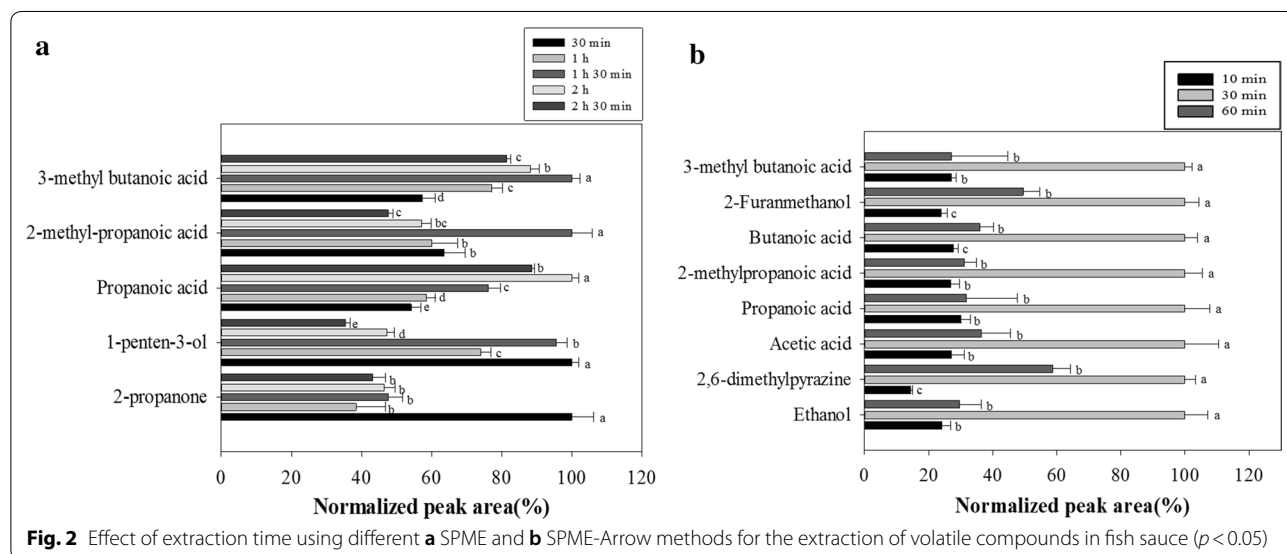 a
30 min
1 h
1 h 30 min
2 h
2 h 30 min
3-methyl butanoic acid
c
b
a
c
d
2-methyl-propanoic acid
c
bc
a
b
b
Propanoic acid
b
a
c
d
e
1-penten-3-ol
e
d
b
c
a
2-propanone
b
b
b
b
a
0 20 40 60 80 100 120
Normalized peak area(%)
b
10 min
30 min
60 min
3-methyl butanoic acid
b
a
b
2-Furanmethanol
b
a
c
Butanoic acid
b
a
c
2-methylpropanoic acid
b
a
b
Propanoic acid
b
a
b
Acetic acid
b
a
b
2,6-dimethylpyrazine
b
a
c
Ethanol
b
a
b
0 20 40 60 80 100 120
Normalized peak area(%)
Fig. 2 Effect of extraction time using different a SPME and b SPME-Arrow methods for the extraction of volatile compounds in fish sauce (p < 0.05)